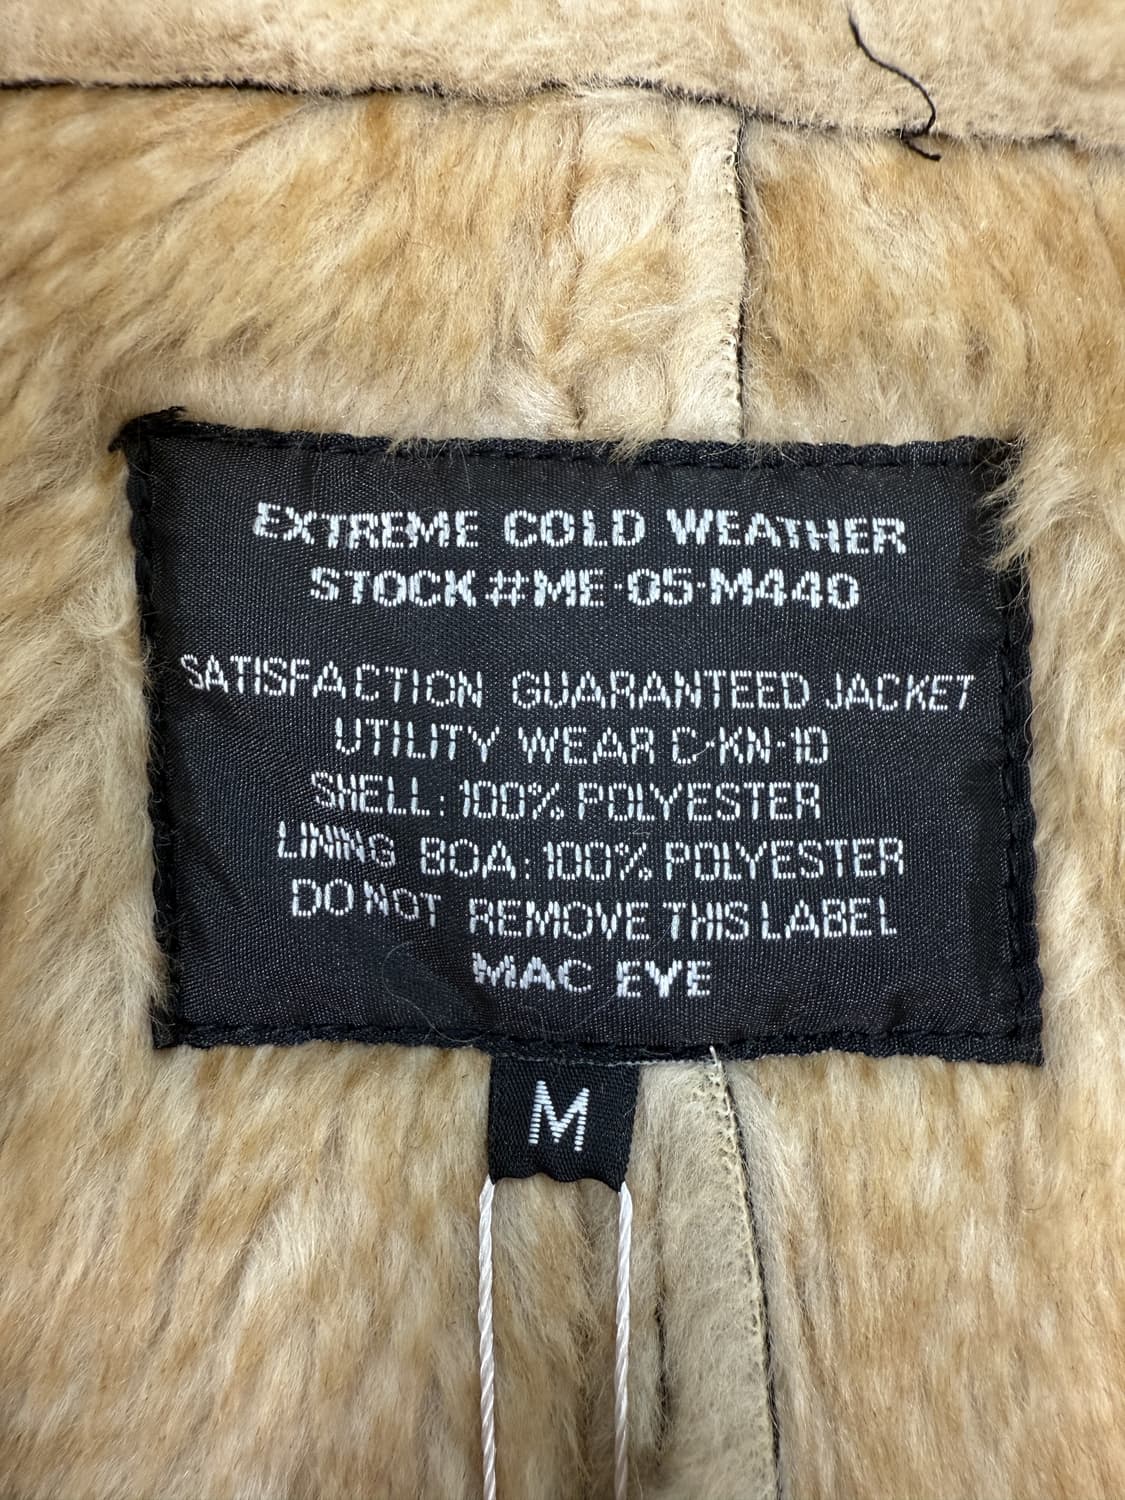 EXTREME COLD WEATHER
STOCK #ME-05-M440
SATISFACTION GUARANTEED JACKET
UTILITY WEAR C-KN-10
SHELL: 100% POLYESTER
LINING BOA: 100% POLYESTER
DO NOT REMOVE THIS LABEL
MAC EYE
M